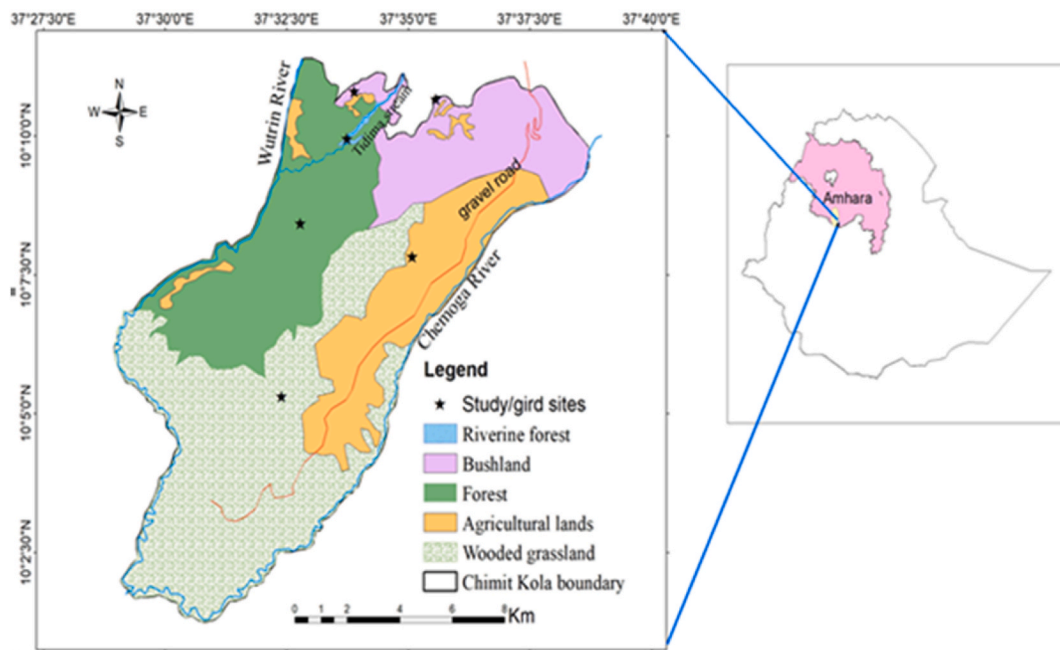 37°27'30"E 37°30'0"E 37°32'30"E 37°35'0"E 37°37'30"E 37°40'0"E
N
W E
S
10°10'0"N
10°7'30"N
10°5'0"N
10°2'30"N
Wutrin River
Tidima stream
gravel road
Chemoga River
Amhara
Legend
Study/gird sites
Riverine forest
Bushland
Forest
Agricultural lands
Wooded grassland
Chimit Kola boundary
0 1 2 4 6 8
Km